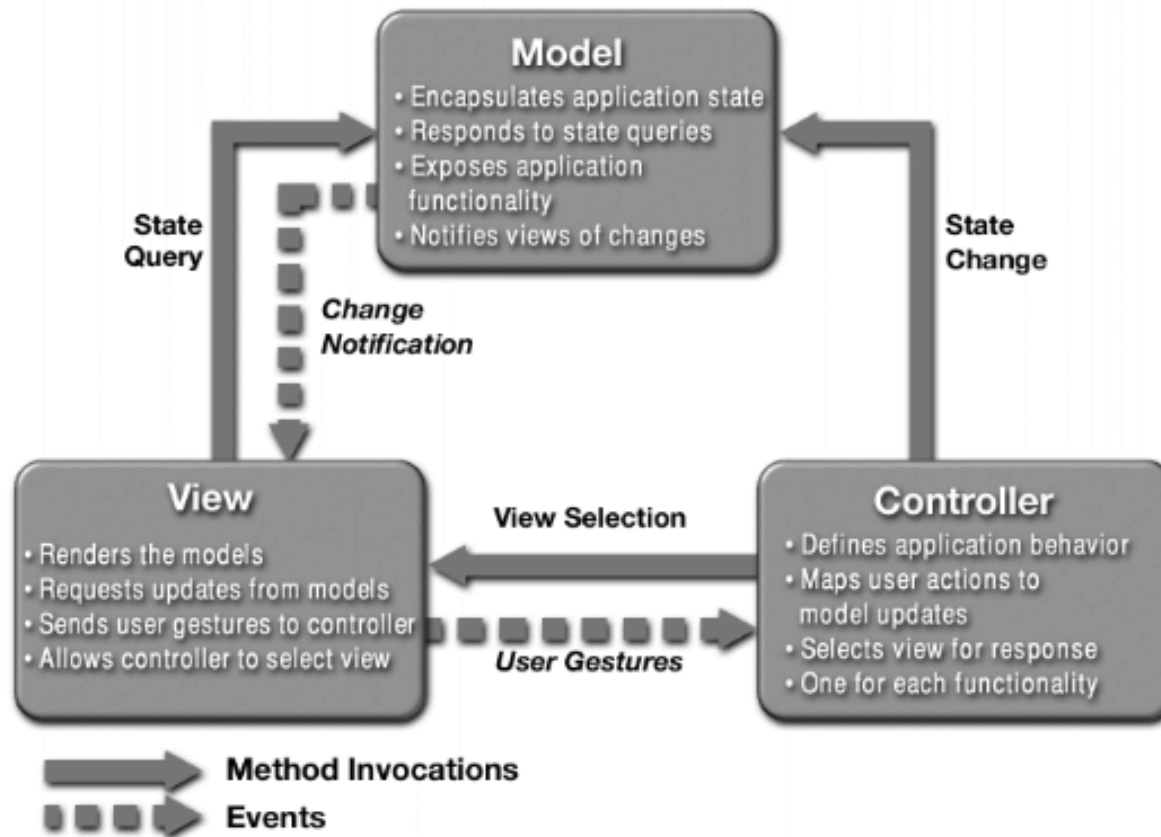 Model
• Encapsulates application state
• Responds to state queries
• Exposes application
functionality
• Notifies views of changes
State
Query
Change
Notification
State
Change
View
• Renders the models
• Requests updates from models
• Sends user gestures to controller
• Allows controller to select view
View Selection
User Gestures
Controller
• Defines application behavior
• Maps user actions to
model updates
• Selects view for response
• One for each functionality
Method Invocations
Events